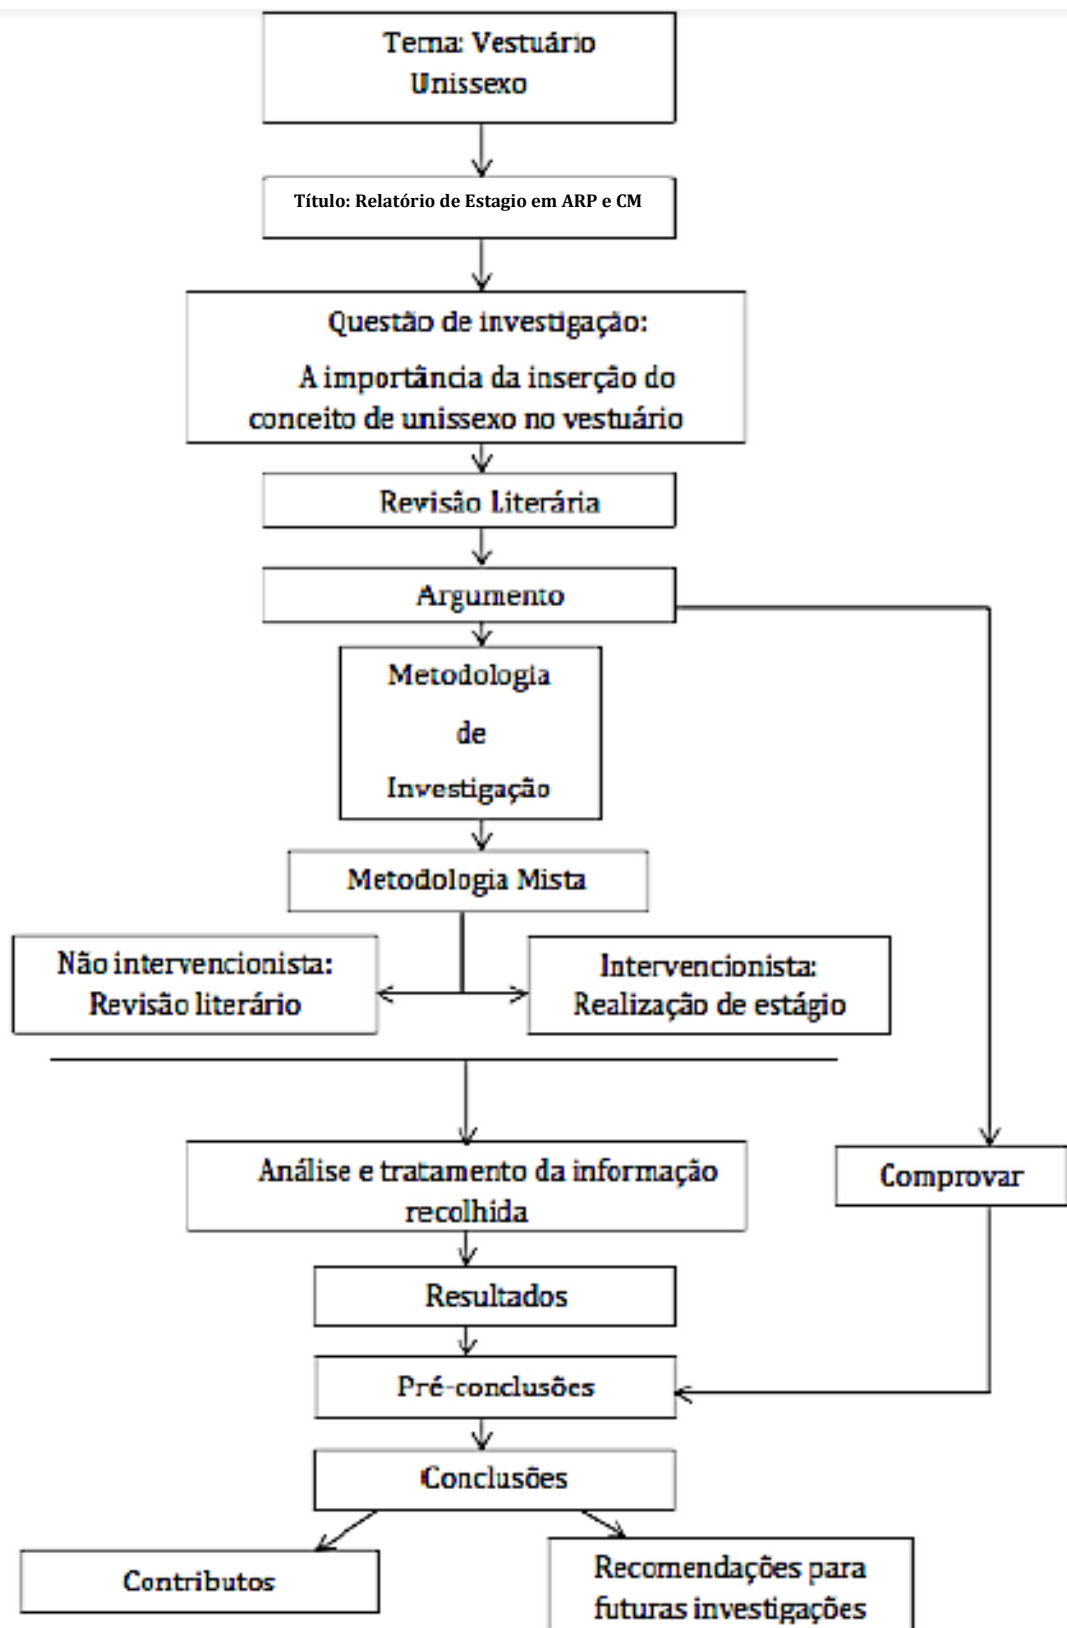 Tema: Vestuário
Unissexo
Título: Relatório de Estagio em ARP e CM
Questão de investigação:
A importância da inserção do
conceito de unissexo no vestuário
Revisão Literária
Argumento
Metodologia
de
Investigação
Metodologia Mista
Não intervencionista:
Revisão literário
Intervencionista:
Realização de estágio
Análise e tratamento da informação
recolhida
Comprovar
Resultados
Pré-conclusões
Conclusões
Contributos
Recomendações para
futuras investigações